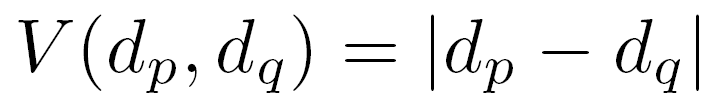 V(d_p, d_q) = |d_p − d_q|